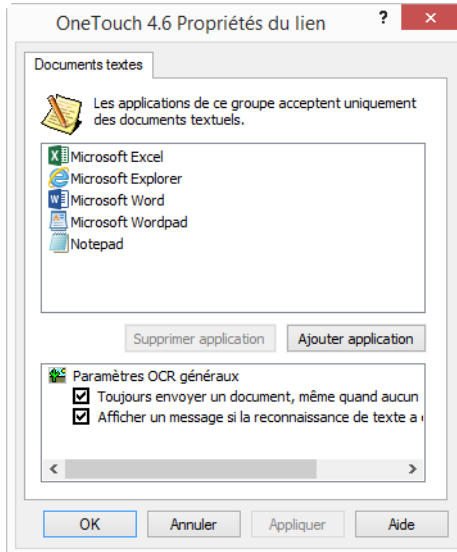 OneTouch 4.6 Propriétés du lien
Documents textes
Les applications de ce groupe acceptent uniquement
des documents textuels.
Microsoft Excel
Microsoft Explorer
Microsoft Word
Microsoft Wordpad
Notepad
Supprimer application Ajouter application
Paramètres OCR généraux
Toujours envoyer un document, même quand aucun
Afficher un message si la reconnaissance de texte a
OK Annuler Appliquer Aide